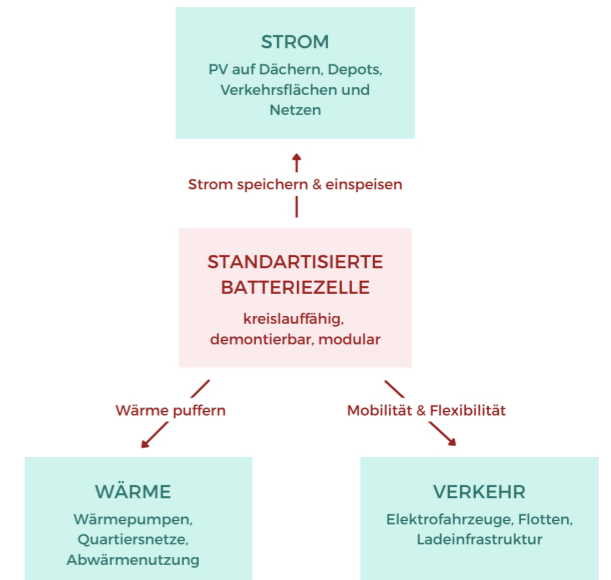 STROM
PV auf Dächern, Depots,
Verkehrsflächen und
Netzen
Strom speichern & einspeisen
STANDARTISIERTE
BATTERIEZELLE
kreislauffähig,
demontierbar, modular
Wärme puffern
Mobilität & Flexibilität
WÄRME
Wärmepumpen,
Quartiersnetze,
Abwärmenutzung
VERKEHR
Elektrofahrzeuge, Flotten,
Ladeinfrastruktur